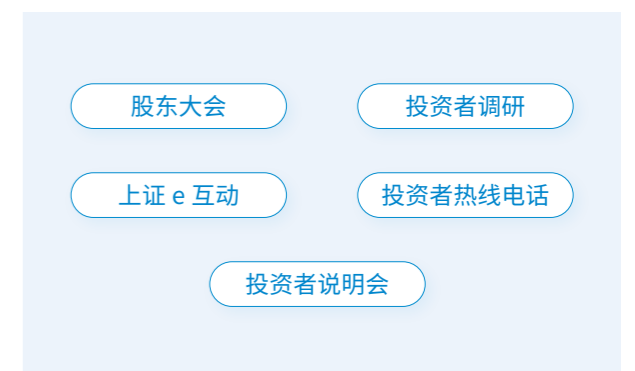 股东大会
投资者调研
上证 e 互动
投资者热线电话
投资者说明会